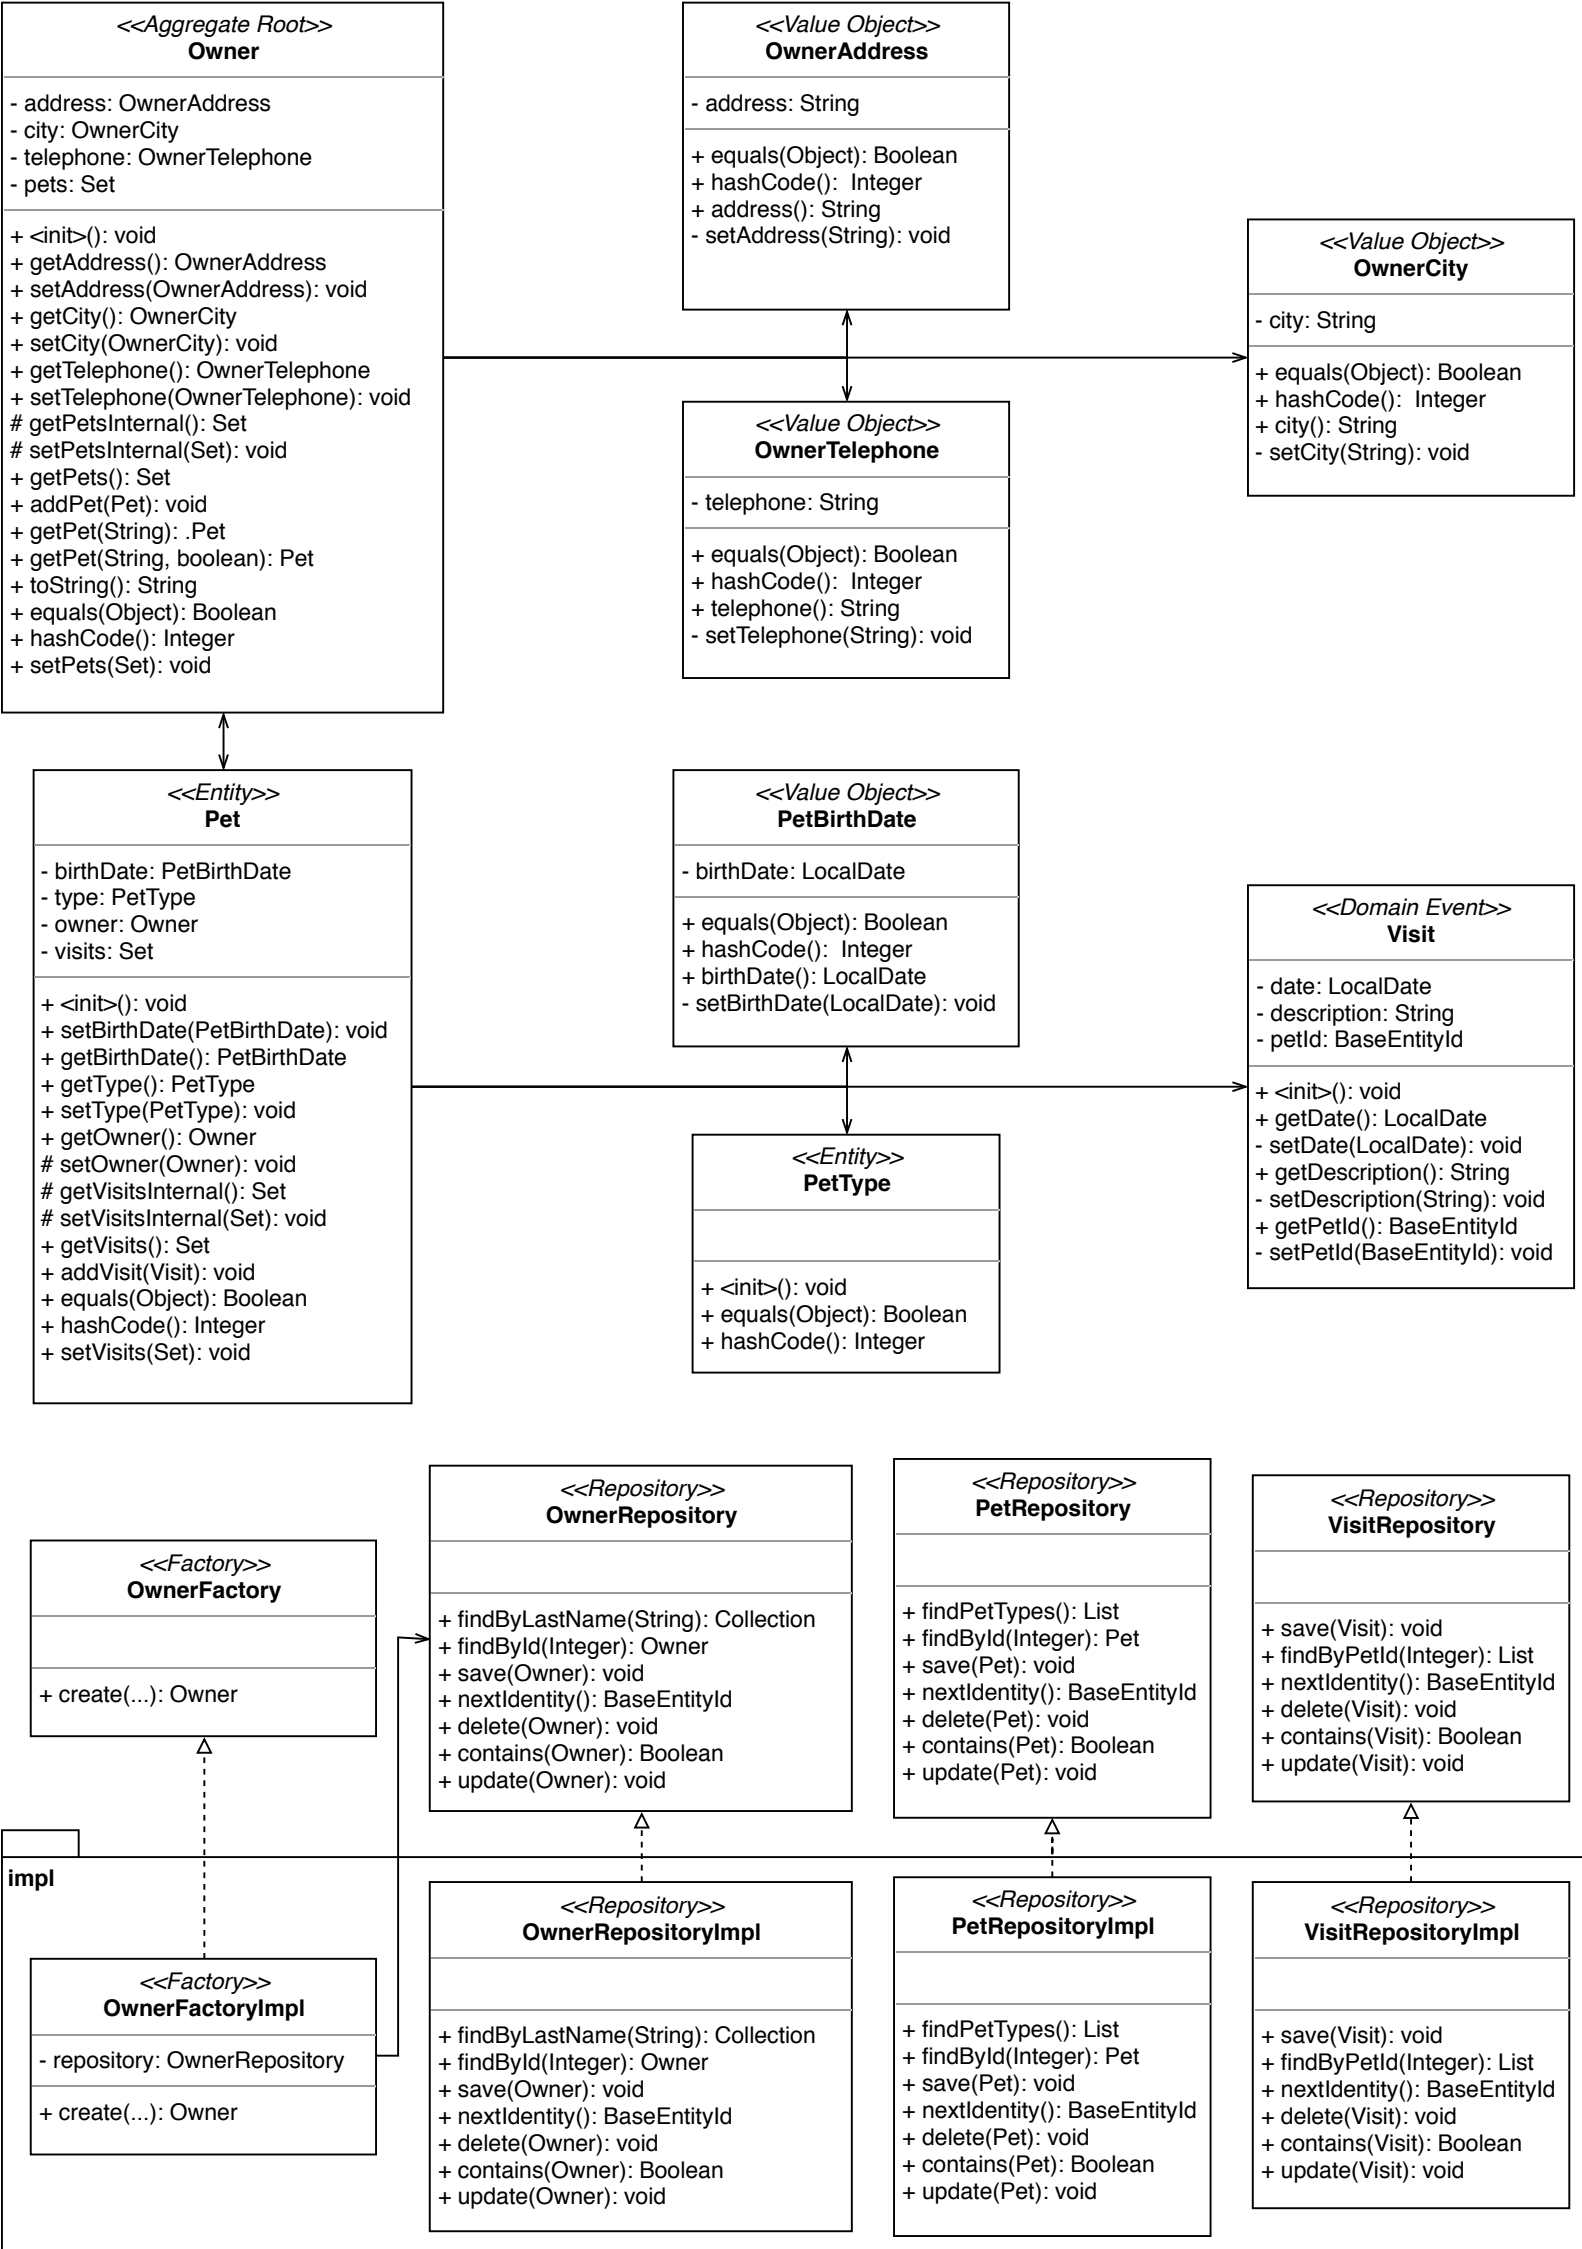 <<Aggregate Root>>
Owner
- address: OwnerAddress
- city: OwnerCity
- telephone: OwnerTelephone
- pets: Set
+ <init>(): void
+ getAddress(): OwnerAddress
+ setAddress(OwnerAddress): void
+ getCity(): OwnerCity
+ setCity(OwnerCity): void
+ getTelephone(): OwnerTelephone
+ setTelephone(OwnerTelephone): void
# getPetsInternal(): Set
# setPetsInternal(Set): void
+ getPets(): Set
+ addPet(Pet): void
+ getPet(String): .Pet
+ getPet(String, boolean): Pet
+ toString(): String
+ equals(Object): Boolean
+ hashCode(): Integer
+ setPets(Set): void
<<Value Object>>
OwnerAddress
- address: String
+ equals(Object): Boolean
+ hashCode():  Integer
+ address(): String
- setAddress(String): void
<<Value Object>>
OwnerCity
- city: String
+ equals(Object): Boolean
+ hashCode():  Integer
+ city(): String
- setCity(String): void
<<Value Object>>
OwnerTelephone
- telephone: String
+ equals(Object): Boolean
+ hashCode():  Integer
+ telephone(): String
- setTelephone(String): void
<<Entity>>
Pet
- birthDate: PetBirthDate
- type: PetType
- owner: Owner
- visits: Set
+ <init>(): void
+ setBirthDate(PetBirthDate): void
+ getBirthDate(): PetBirthDate
+ getType(): PetType
+ setType(PetType): void
+ getOwner(): Owner
# setOwner(Owner): void
# getVisitsInternal(): Set
# setVisitsInternal(Set): void
+ getVisits(): Set
+ addVisit(Visit): void
+ equals(Object): Boolean
+ hashCode(): Integer
+ setVisits(Set): void
<<Value Object>>
PetBirthDate
- birthDate: LocalDate
+ equals(Object): Boolean
+ hashCode():  Integer
+ birthDate(): LocalDate
- setBirthDate(LocalDate): void
<<Domain Event>>
Visit
- date: LocalDate
- description: String
- petId: BaseEntityId
+ <init>(): void
+ getDate(): LocalDate
- setDate(LocalDate): void
+ getDescription(): String
- setDescription(String): void
+ getPetId(): BaseEntityId
- setPetId(BaseEntityId): void
<<Entity>>
PetType
+ <init>(): void
+ equals(Object): Boolean
+ hashCode(): Integer
<<Factory>>
OwnerFactory
+ create(...): Owner
<<Repository>>
OwnerRepository
+ findByLastName(String): Collection
+ findById(Integer): Owner
+ save(Owner): void
+ nextIdentity(): BaseEntityId
+ delete(Owner): void
+ contains(Owner): Boolean
+ update(Owner): void
<<Repository>>
PetRepository
+ findPetTypes(): List
+ findById(Integer): Pet
+ save(Pet): void
+ nextIdentity(): BaseEntityId
+ delete(Pet): void
+ contains(Pet): Boolean
+ update(Pet): void
<<Repository>>
VisitRepository
+ save(Visit): void
+ findByPetId(Integer): List
+ nextIdentity(): BaseEntityId
+ delete(Visit): void
+ contains(Visit): Boolean
+ update(Visit): void
impl
<<Factory>>
OwnerFactoryImpl
- repository: OwnerRepository
+ create(...): Owner
<<Repository>>
OwnerRepositoryImpl
+ findByLastName(String): Collection
+ findById(Integer): Owner
+ save(Owner): void
+ nextIdentity(): BaseEntityId
+ delete(Owner): void
+ contains(Owner): Boolean
+ update(Owner): void
<<Repository>>
PetRepositoryImpl
+ findPetTypes(): List
+ findById(Integer): Pet
+ save(Pet): void
+ nextIdentity(): BaseEntityId
+ delete(Pet): void
+ contains(Pet): Boolean
+ update(Pet): void
<<Repository>>
VisitRepositoryImpl
+ save(Visit): void
+ findByPetId(Integer): List
+ nextIdentity(): BaseEntityId
+ delete(Visit): void
+ contains(Visit): Boolean
+ update(Visit): void